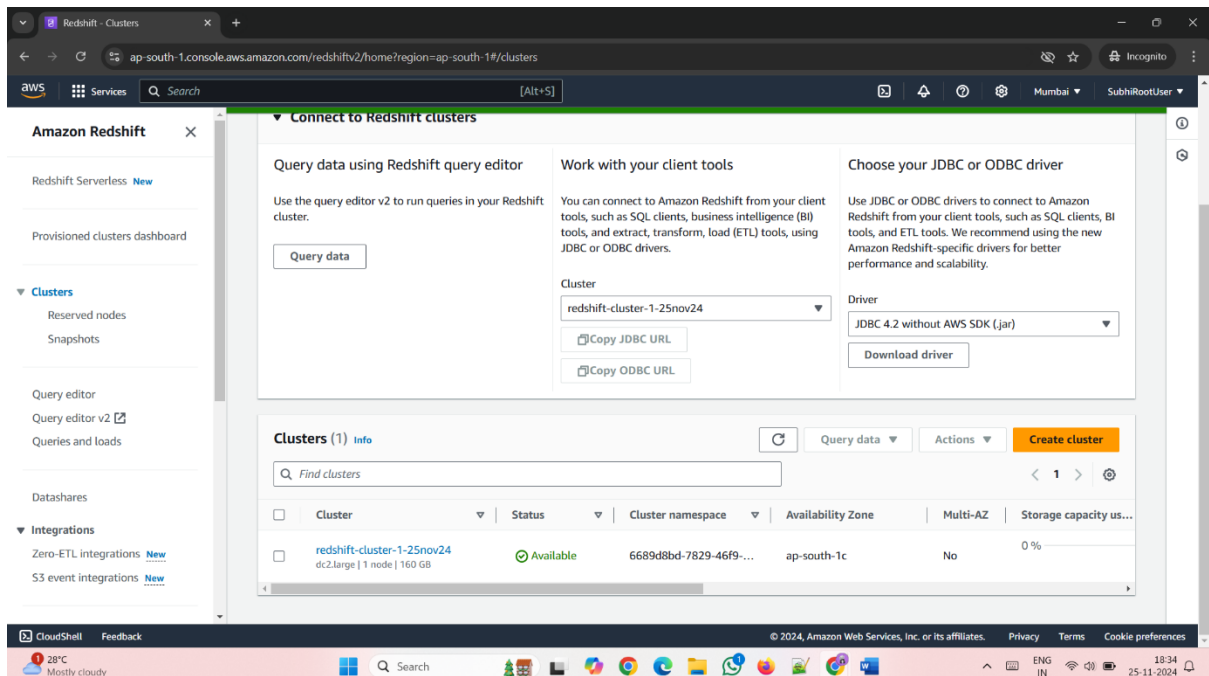 Redshift - Clusters
ap-south-1.console.aws.amazon.com/redshiftv2/home?region=ap-south-1#/clusters
Incognito
aws
Services
Search
[Alt+S]
Mumbai
SubhiRootUser
Amazon Redshift
Redshift Serverless New
Provisioned clusters dashboard
Clusters
Reserved nodes
Snapshots
Query editor
Query editor v2
Queries and loads
Datashares
Integrations
Zero-ETL integrations New
S3 event integrations New
Connect to Redshift clusters
Query data using Redshift query editor
Use the query editor v2 to run queries in your Redshift
cluster.
Query data
Work with your client tools
You can connect to Amazon Redshift from your client
tools, such as SQL clients, business intelligence (BI)
tools, and extract, transform, load (ETL) tools, using
JDBC or ODBC drivers.
Cluster
redshift-cluster-1-25nov24
Copy JDBC URL
Copy ODBC URL
Choose your JDBC or ODBC driver
Use JDBC or ODBC drivers to connect to Amazon
Redshift from your client tools, such as SQL clients, BI
tools, and ETL tools. We recommend using the new
Amazon Redshift-specific drivers for better
performance and scalability.
Driver
JDBC 4.2 without AWS SDK (.jar)
Download driver
Clusters (1) Info
Query data
Actions
Create cluster
Find clusters
1
Cluster
Status
Cluster namespace
Availability Zone
Multi-AZ
Storage capacity us...
redshift-cluster-1-25nov24
dc2.large | 1 node | 160 GB
Available
6689d8bd-7829-46f9-...
ap-south-1c
No
0 %
CloudShell
Feedback
© 2024, Amazon Web Services, Inc. or its affiliates.
Privacy
Terms
Cookie preferences
1
28°C
Mostly cloudy
Search
ENG
IN
18:34
25-11-2024